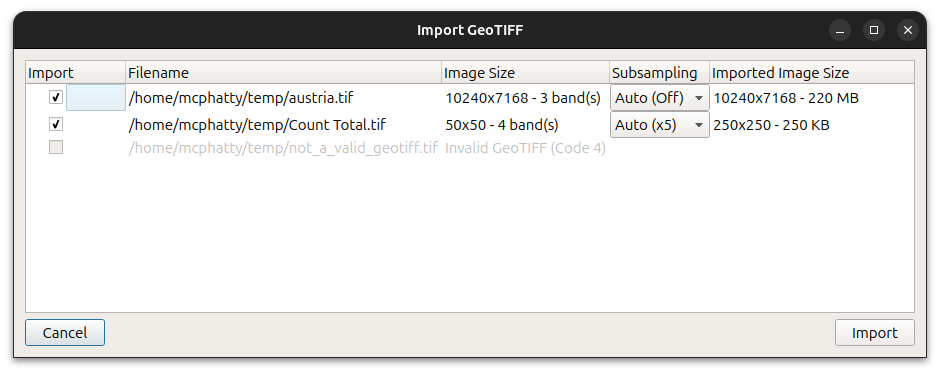 Import GeoTIFF
Import Filename Image Size Subsampling Imported Image Size
/home/mcphatty/temp/austria.tif 10240x7168 - 3 band(s) Auto (Off) 10240x7168 - 220 MB
/home/mcphatty/temp/Count Total.tif 50x50 - 4 band(s) Auto (x5) 250x250 - 250 KB
/home/mcphatty/temp/not_a_valid_geotiff.tif Invalid GeoTIFF (Code 4)
Cancel Import